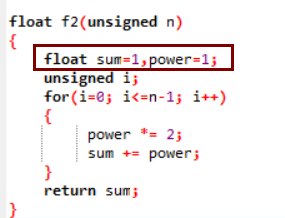 float f2(unsigned n)
{
float sum=1,power=1;
unsigned i;
for(i=0; i<=n-1; i++)
{
power *= 2;
sum += power;
}
return sum;
}